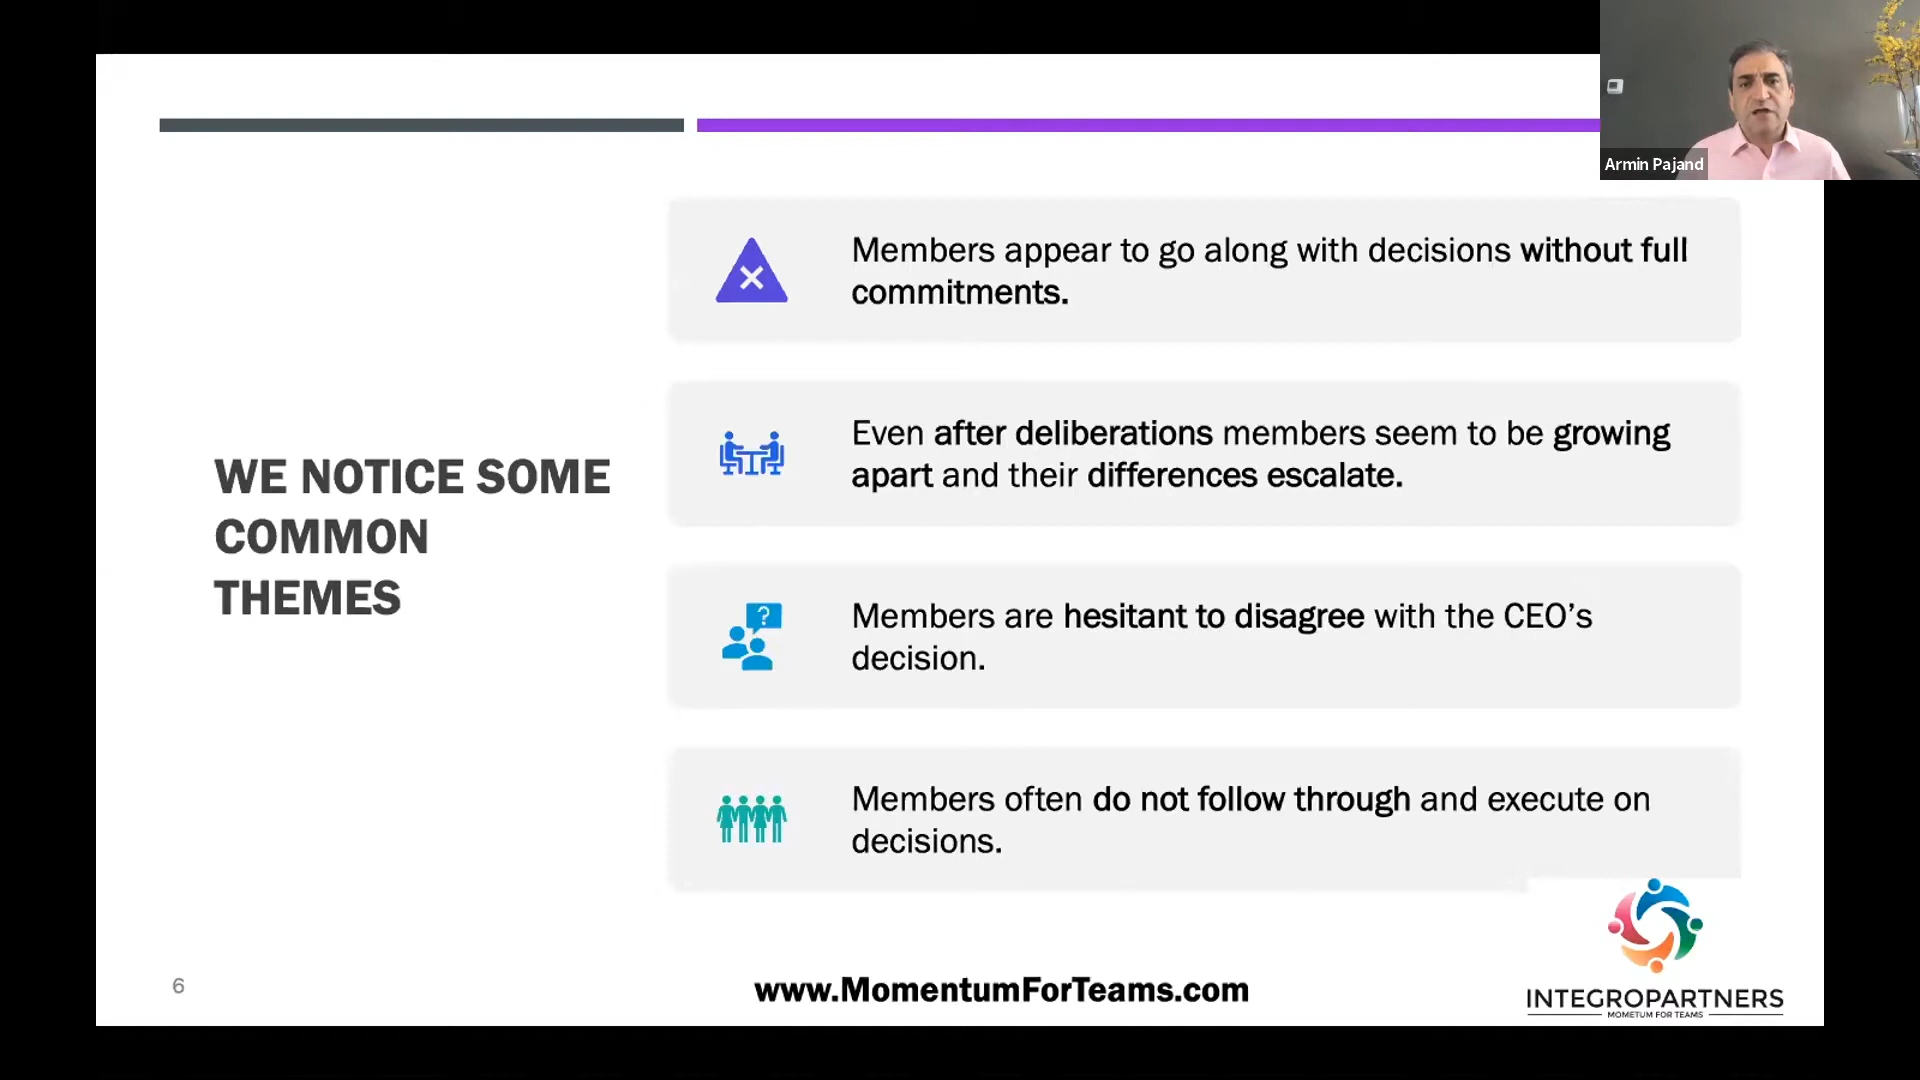 Armin Pajand
WE NOTICE SOME
COMMON
THEMES
Members appear to go along with decisions without full
commitments.
Even after deliberations members seem to be growing
apart and their differences escalate.
?
Members are hesitant to disagree with the CEO’s
decision.
Members often do not follow through and execute on
decisions.
6
www.MomentumForTeams.com
INTEGROPARTNERS
MOMETUM FOR TEAMS